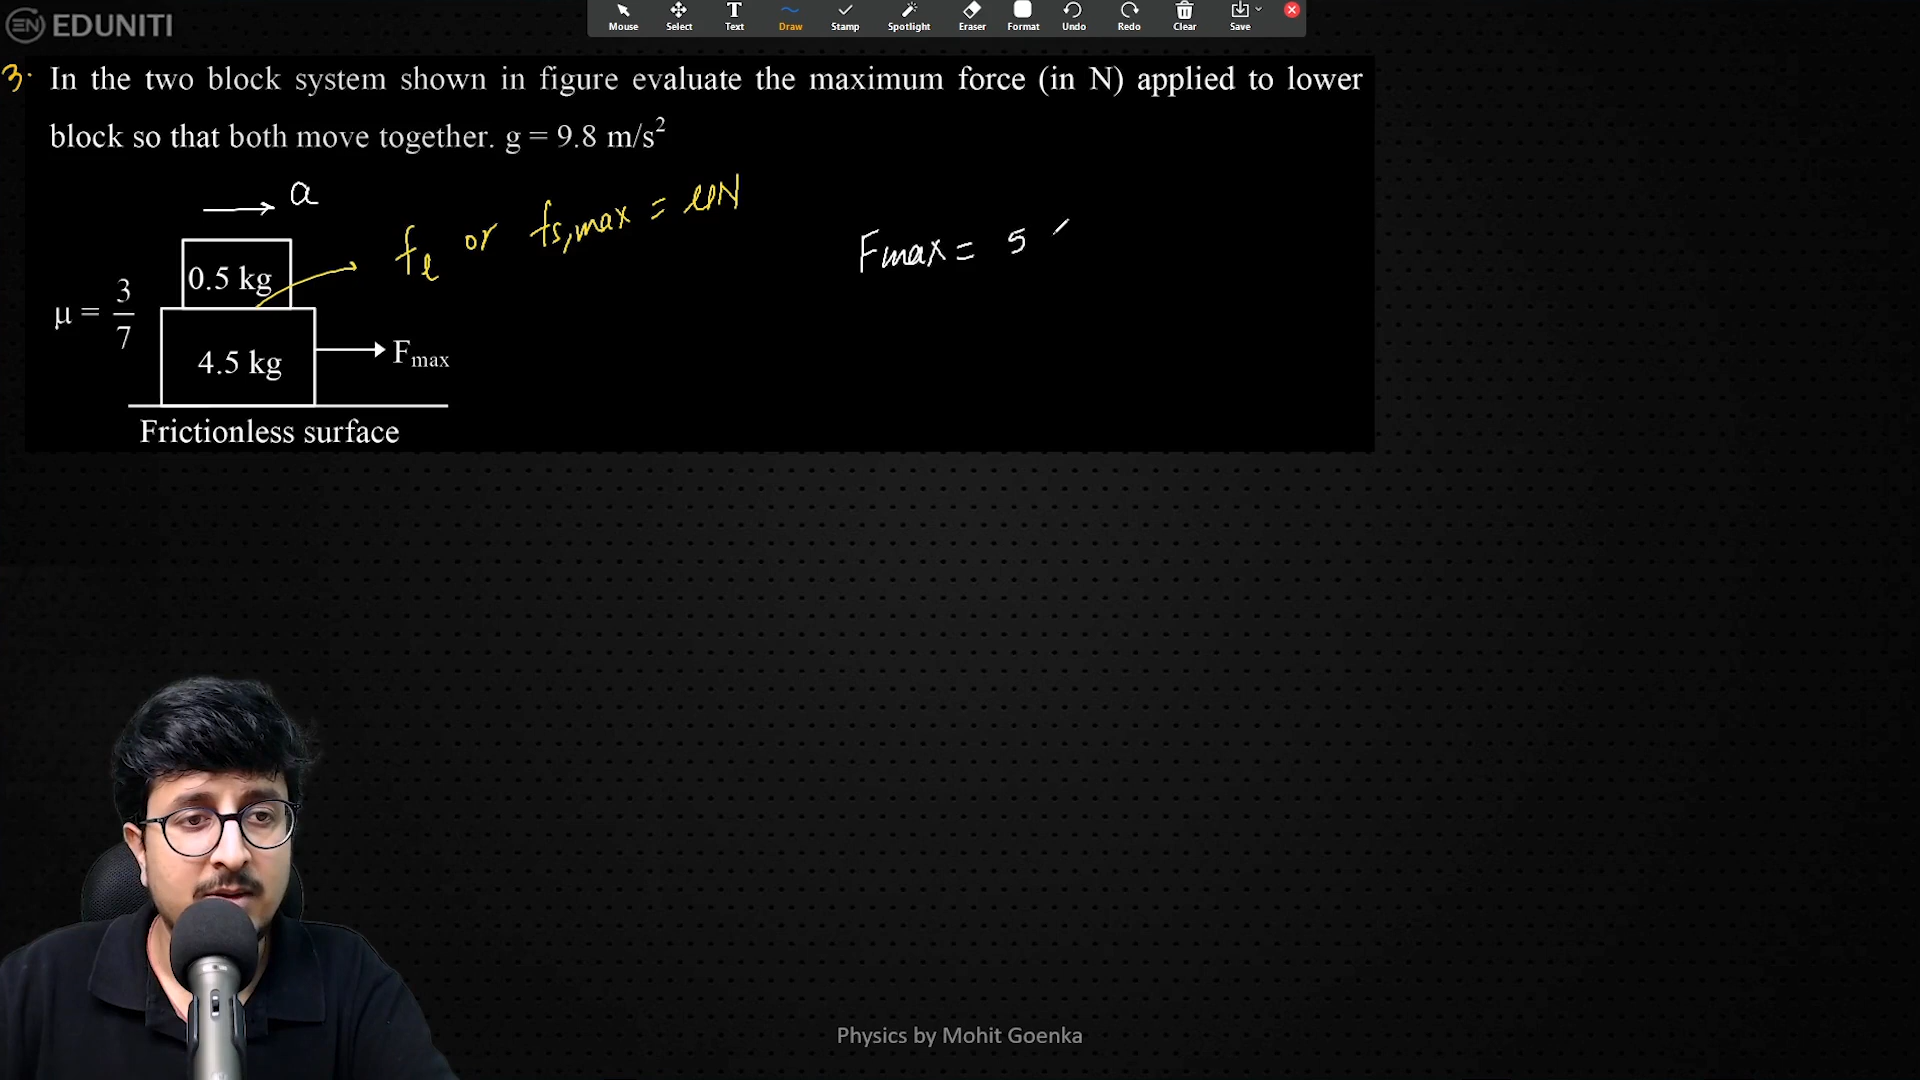 EDUNITI
Mouse Select Text Draw Stamp Spotlight Eraser Format Undo Redo Clear Save
3. In the two block system shown in figure evaluate the maximum force (in N) applied to lower
block so that both move together. g = 9.8 m/s²
a
fℓ or fs,max = μN
Fmax = 5
0.5 kg
μ = 3/7
4.5 kg
Fmax
Frictionless surface
Physics by Mohit Goenka